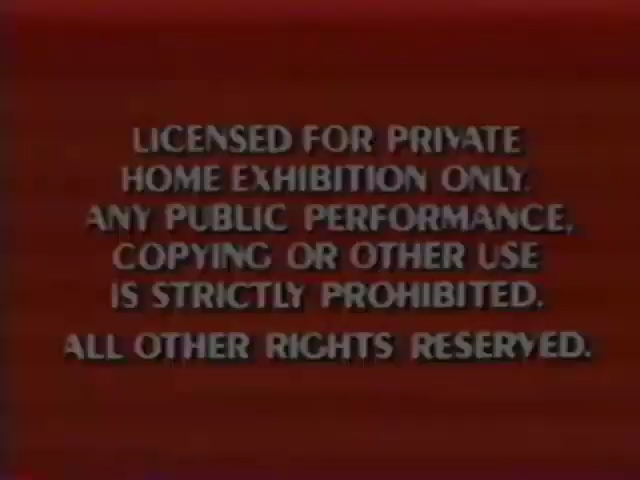 LICENSED FOR PRIVATE
HOME EXHIBITION ONLY.
ANY PUBLIC PERFORMANCE,
COPYING OR OTHER USE
IS STRICTLY PROHIBITED.
ALL OTHER RIGHTS RESERVED.